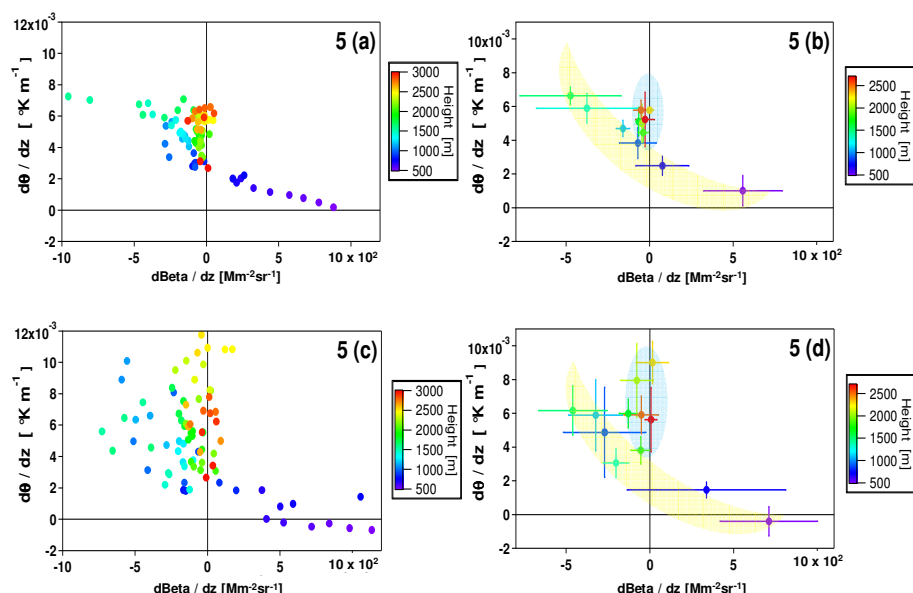 12x10⁻³
10
8
6
4
2
0
-2
-10
-5
0
5
10 x 10²
dθ / dz [ °K m⁻¹ ]
dBeta / dz [Mm⁻²sr⁻¹]
5 (a)
3000
2500
2000
1500
1000
500
Height [m]
10 x10⁻³
8
6
4
2
0
-2
-5
0
5
10 x 10²
dθ / dz [ °K m⁻¹ ]
dBeta / dz [Mm⁻²sr⁻¹]
5 (b)
2500
2000
1500
1000
500
Height [m]
12x10⁻³
10
8
6
4
2
0
-2
-10
-5
0
5
10 x 10²
dθ / dz [ °K m⁻¹ ]
dBeta / dz [Mm⁻²sr⁻¹]
5 (c)
3000
2500
2000
1500
1000
500
Height [m]
10 x10⁻³
8
6
4
2
0
-2
-5
0
5
10 x 10²
dθ / dz [ °K m⁻¹ ]
dBeta / dz [Mm⁻²sr⁻¹]
5 (d)
2500
2000
1500
1000
500
Height [m]